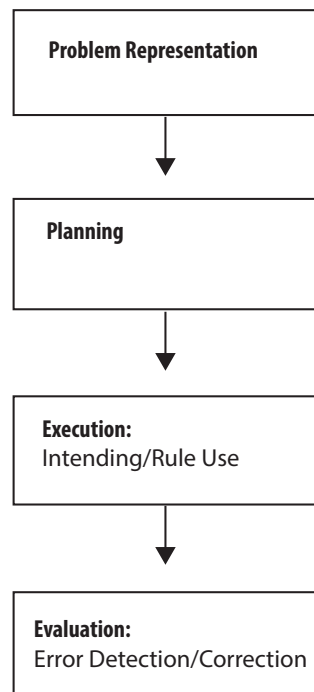 Problem Representation
Planning
Execution:
Intending/Rule Use
Evaluation:
Error Detection/Correction